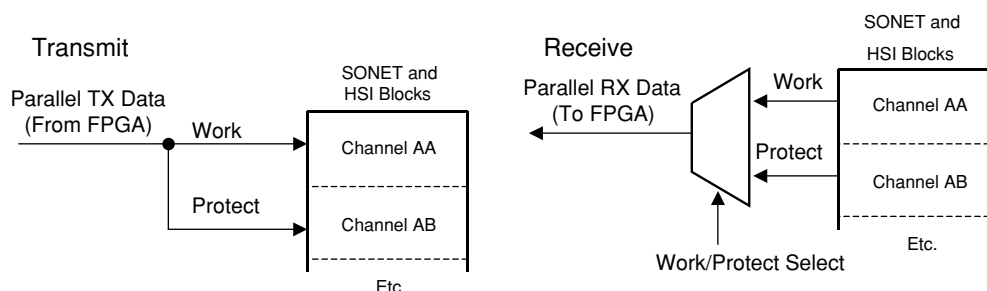 Transmit
SONET and
HSI Blocks
Parallel TX Data
(From FPGA)
Work
Channel AA
Protect
Channel AB
Etc
Receive
SONET and
HSI Blocks
Parallel RX Data
(To FPGA)
Work
Channel AA
Protect
Channel AB
Etc.
Work/Protect Select